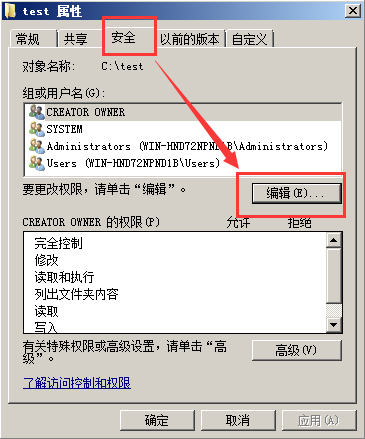 test 属性
常规 共享 安全 以前的版本 自定义
对象名称: C:\test
组或用户名(G):
CREATOR OWNER
SYSTEM
Administrators (WIN-HND72NPND1B\Administrators)
Users (WIN-HND72NPND1B\Users)
要更改权限，请单击“编辑”。
编辑(E)...
CREATOR OWNER 的权限(P) 允许 拒绝
完全控制
修改
读取和执行
列出文件夹内容
读取
写入
有关特殊权限或高级设置，请单击“高级”。
高级(V)
了解访问控制和权限
确定 取消 应用(A)